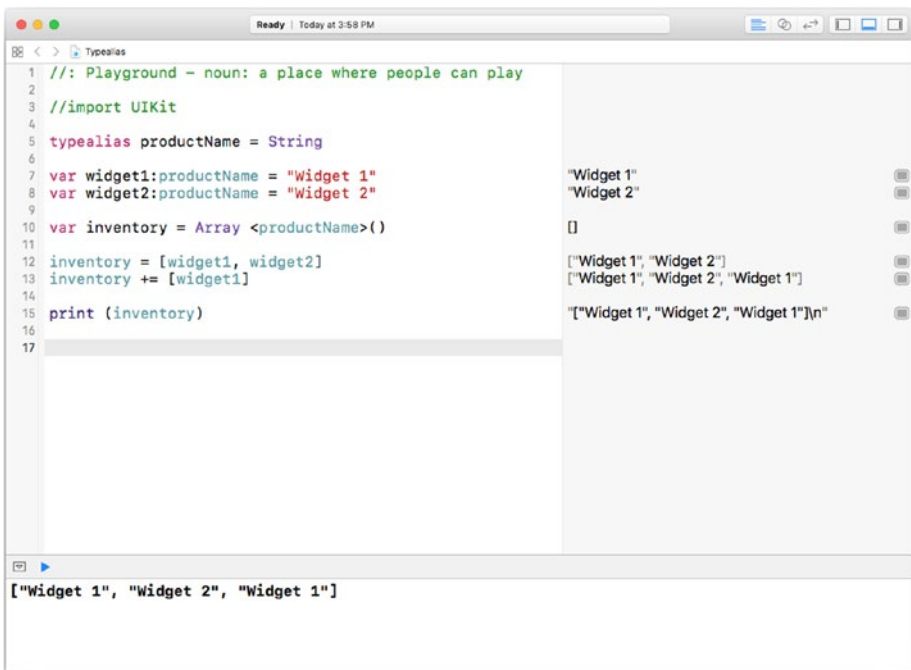 Ready | Today at 3:58 PM
Typealias
1 //: Playground – noun: a place where people can play
2
3 //import UIKit
4
5 typealias productName = String
6
7 var widget1:productName = "Widget 1" "Widget 1"
8 var widget2:productName = "Widget 2" "Widget 2"
9
10 var inventory = Array <productName>() []
11
12 inventory = [widget1, widget2] ["Widget 1", "Widget 2"]
13 inventory += [widget1] ["Widget 1", "Widget 2", "Widget 1"]
14
15 print (inventory) "["Widget 1", "Widget 2", "Widget 1"]\n"
16
17
["Widget 1", "Widget 2", "Widget 1"]